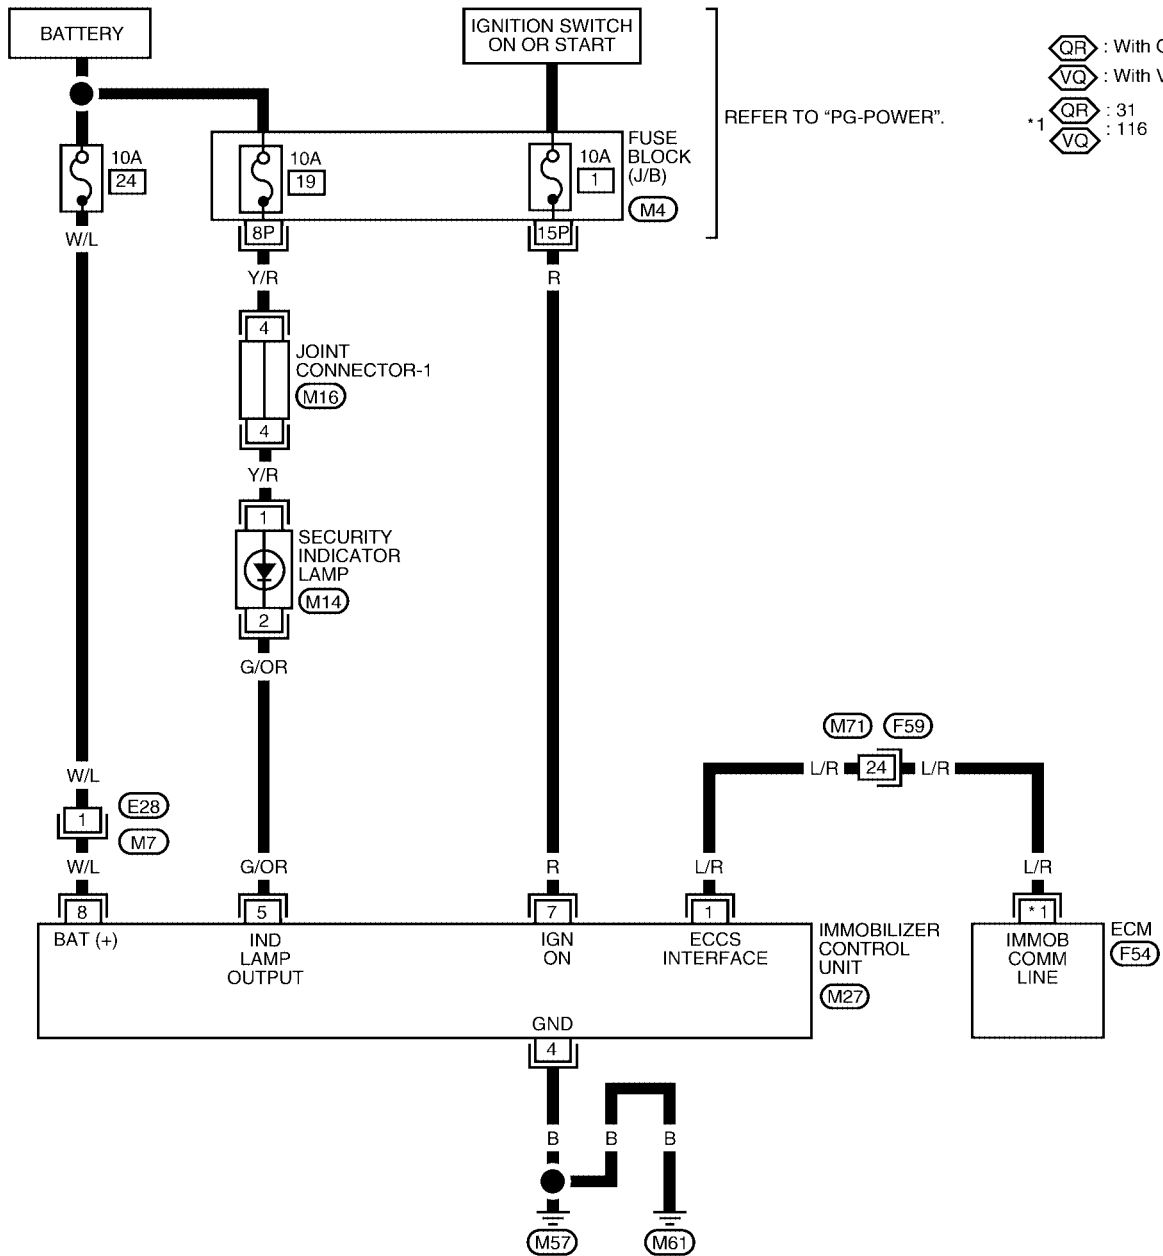 BATTERY
IGNITION SWITCH
ON OR START
REFER TO “PG-POWER”.
QR : With
VQ : With
*1
QR : 31
VQ : 116
10A
24
10A
19
10A
1
FUSE
BLOCK
(J/B)
M4
W/L
8P
15P
Y/R
R
4
JOINT
CONNECTOR-1
M16
4
Y/R
1
SECURITY
INDICATOR
LAMP
M14
2
G/OR
M71
F59
W/L
L/R
24
L/R
1
E28
M7
W/L
G/OR
R
L/R
L/R
8
5
7
1
*1
BAT (+)
IND
LAMP
OUTPUT
IGN
ON
ECCS
INTERFACE
IMMOBILIZER
CONTROL
UNIT
M27
IMMOB
COMM
LINE
ECM
F54
GND
4
B
B
B
M57
M61